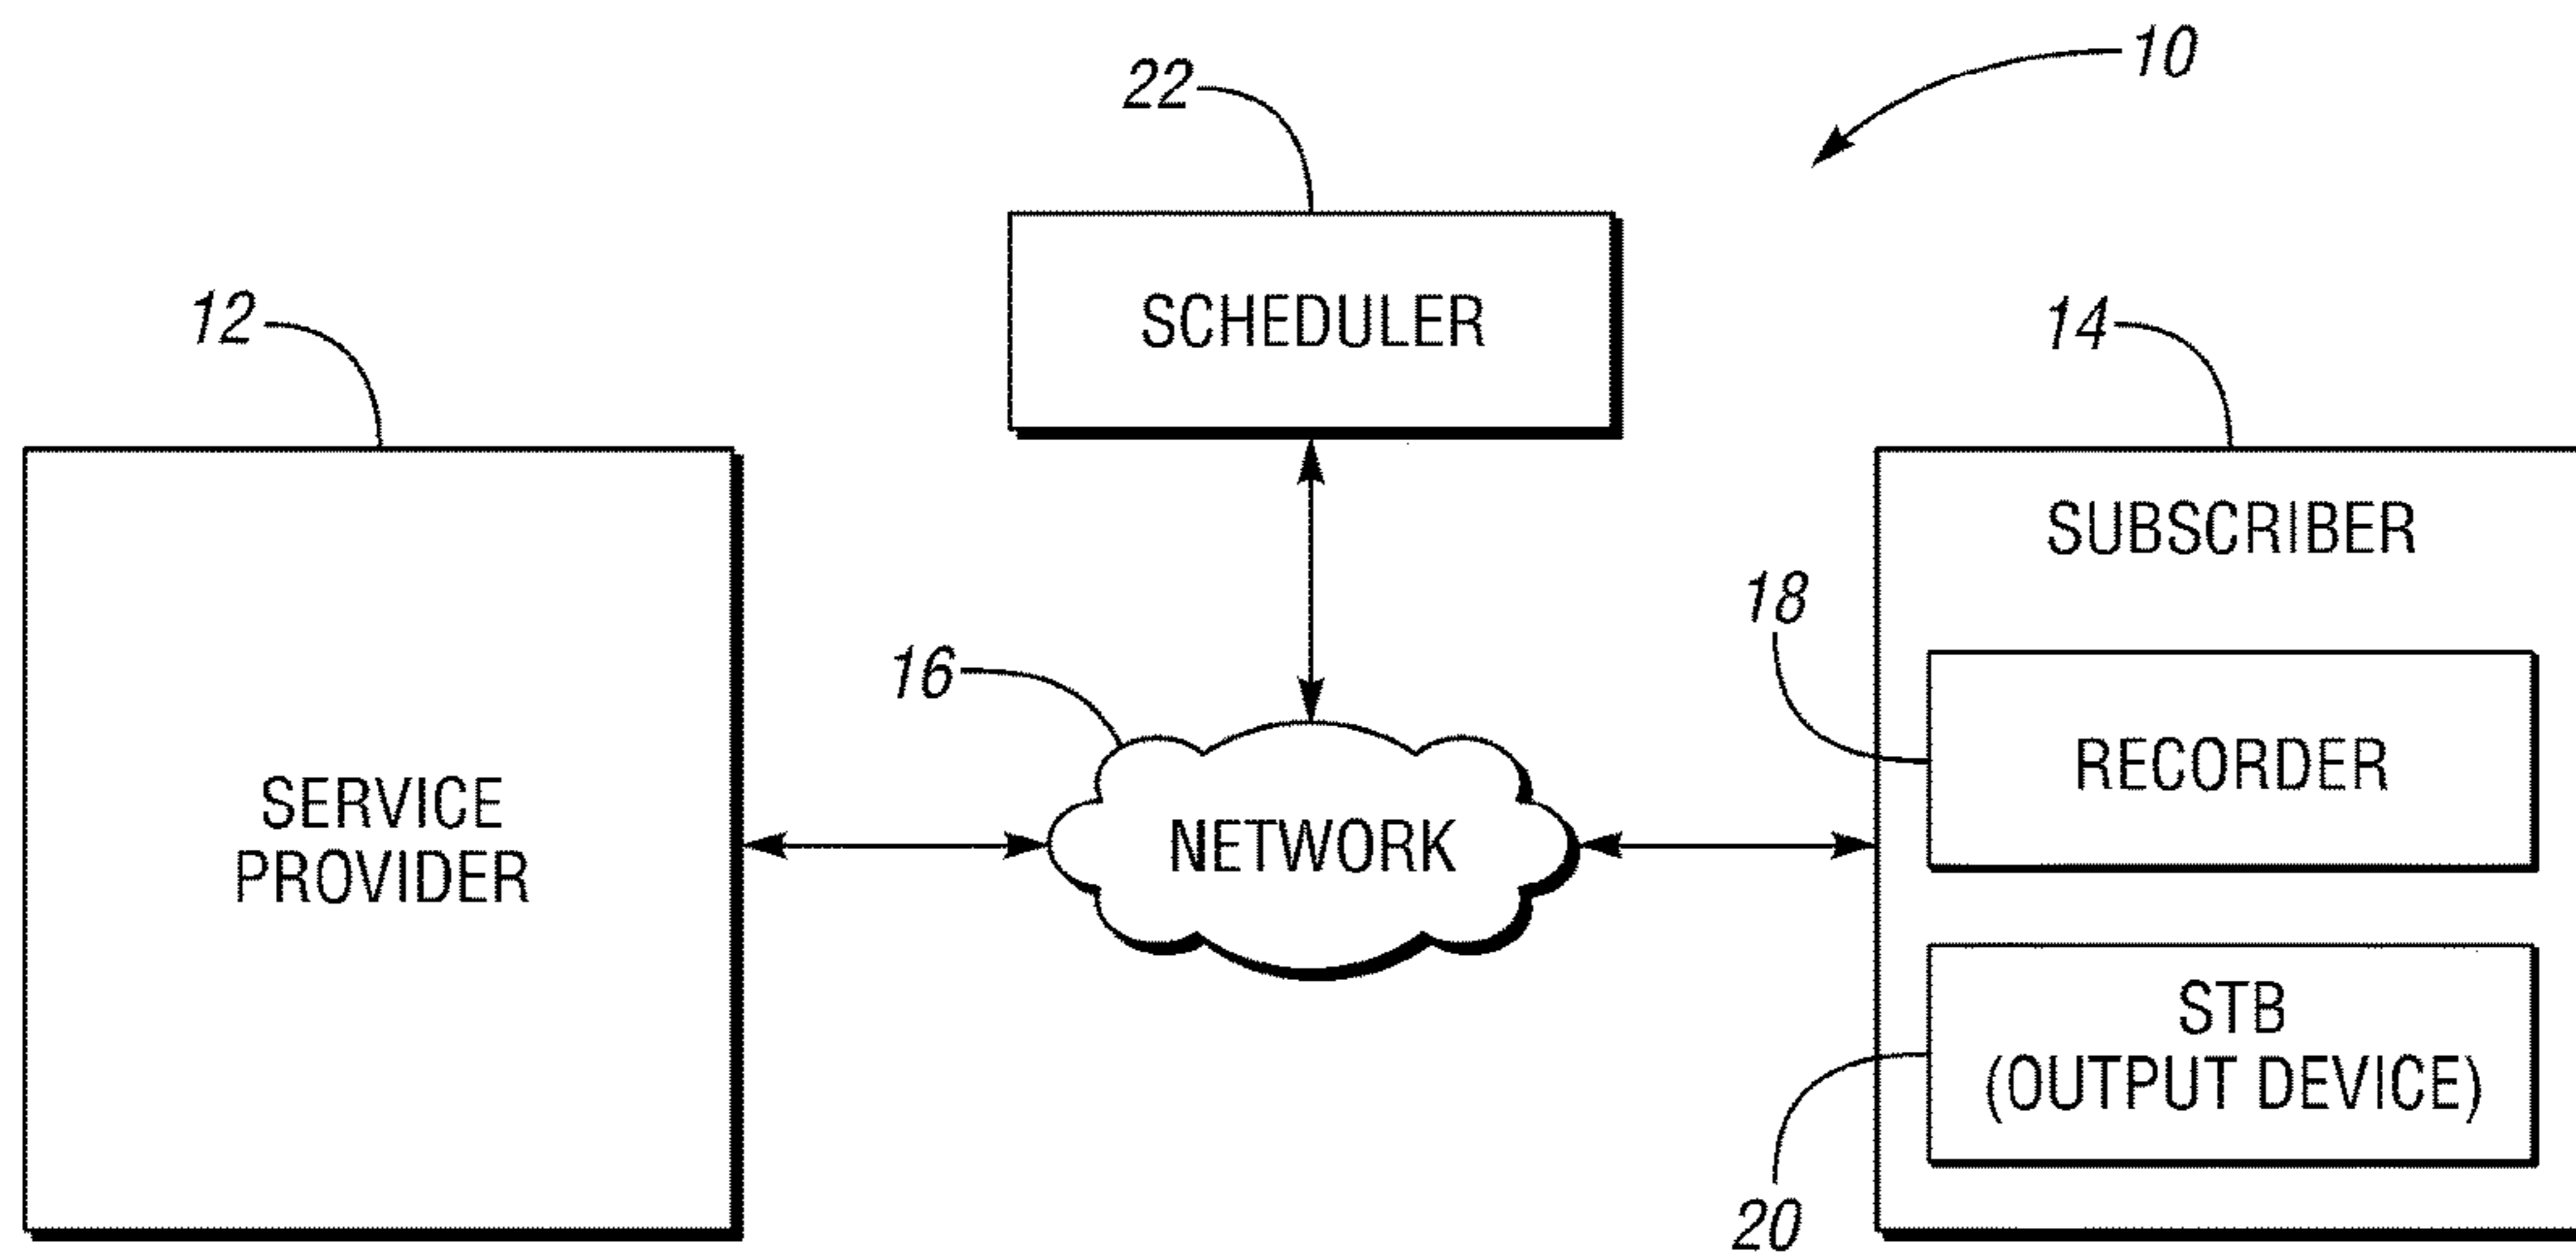 10
22
SCHEDULER
12
14
SUBSCRIBER
18
RECORDER
16
SERVICE
PROVIDER
NETWORK
STB
(OUTPUT DEVICE)
20